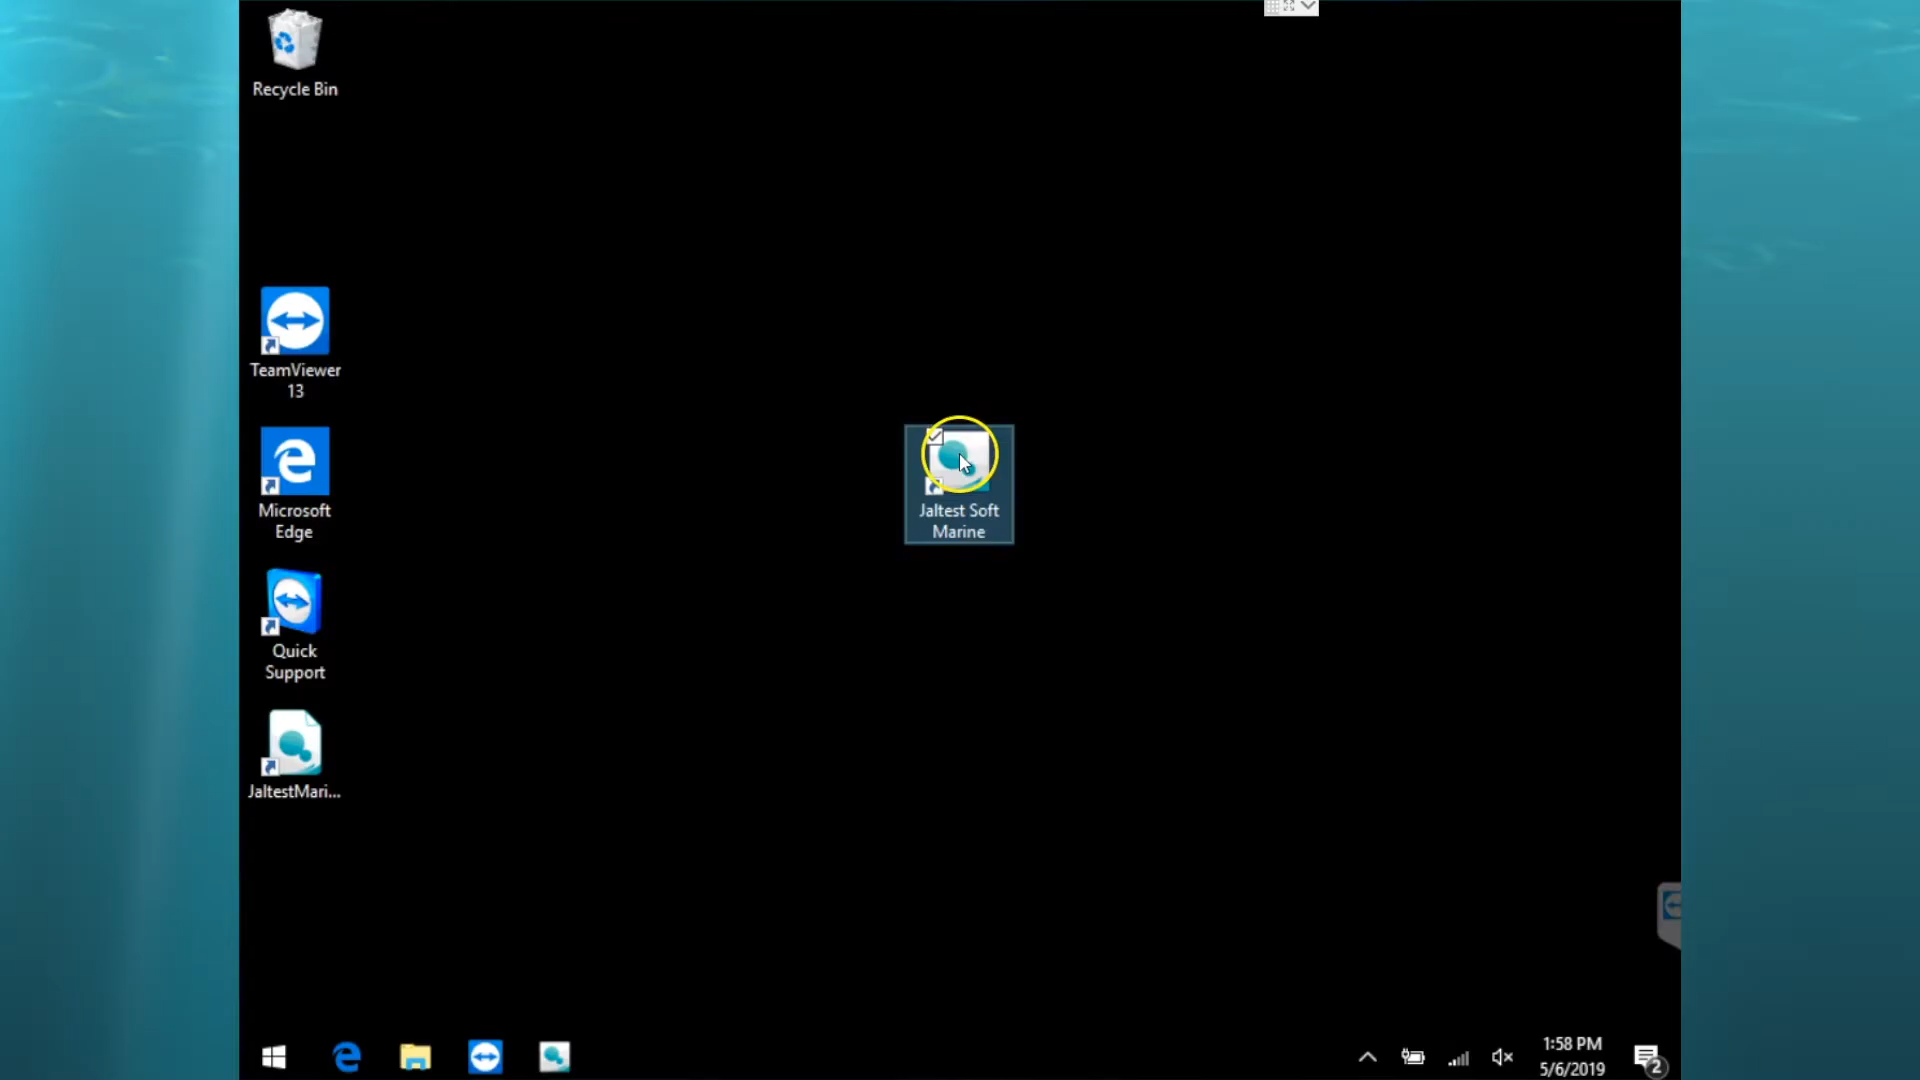 Recycle Bin
TeamViewer
13
Microsoft
Edge
Quick
Support
JaltestMari...
Jaltest Soft
Marine
1:58 PM
5/6/2019
2